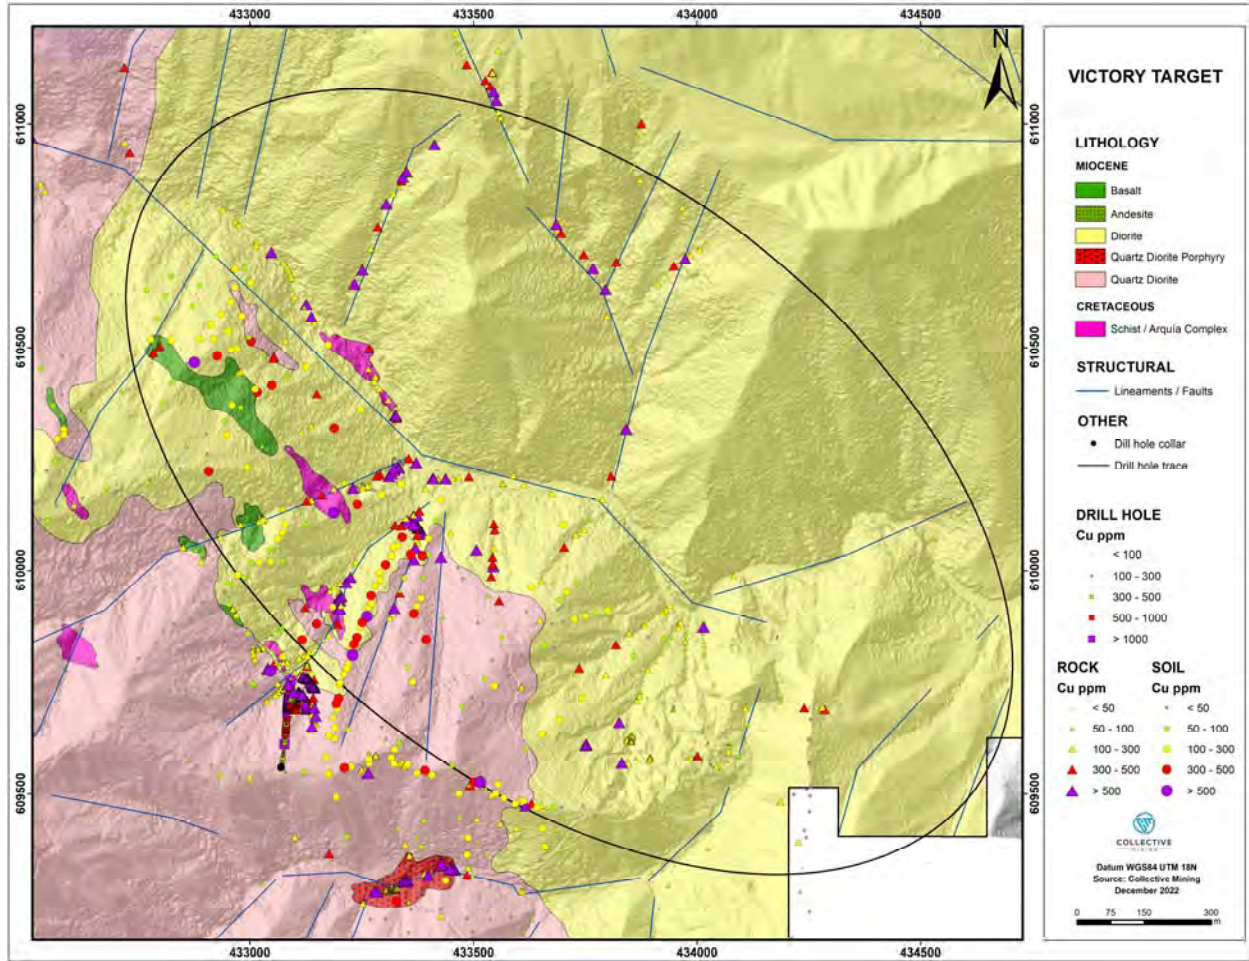 433000 433500 434000 434500
611000 611000
610500 610500
610000 610000
609500 609500
433000 433500 434000 434500
N
VICTORY TARGET
LITHOLOGY
MIOCENE
Basalt
Andesite
Diorite
Quartz Diorite Porphyry
Quartz Diorite
CRETACEOUS
Schist / Arquía Complex
STRUCTURAL
Lineaments / Faults
OTHER
Dill hole collar
Drill hole trace
DRILL HOLE
Cu ppm
< 100
100 - 300
300 - 500
500 - 1000
> 1000
ROCK
Cu ppm
< 50
50 - 100
100 - 300
300 - 500
> 500
SOIL
Cu ppm
< 50
50 - 100
100 - 300
300 - 500
> 500
COLLECTIVE
MINING
Datum WGS84 UTM 18N
Source: Collective Mining
December 2022
0 75 150 300
m